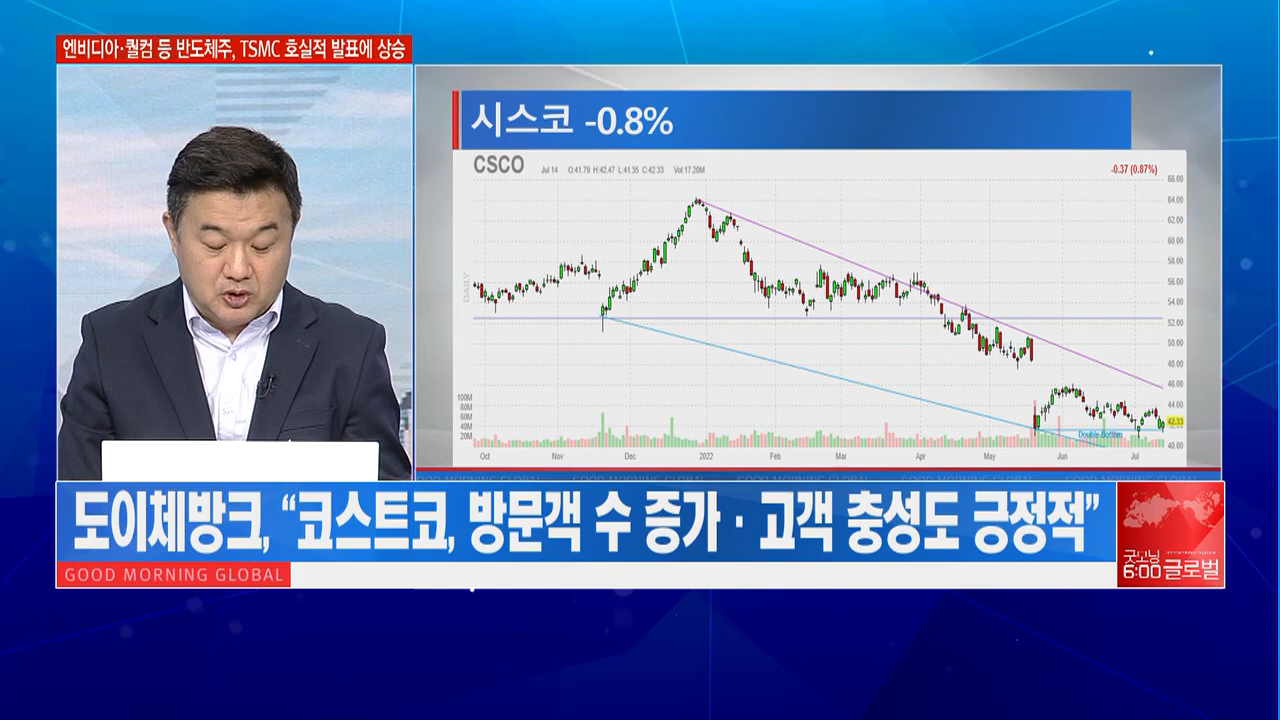 엔비디아·퀄컴 등 반도체주, TSMC 호실적 발표에 상승
시스코 -0.8%
CSCO
Jul 14 O:41.79 H:42.47 L:41.35 C:42.33 Vol 17.20M
-0.37 (0.87%)
DAILY
66.00
64.00
62.00
60.00
58.00
56.00
54.00
52.00
50.00
48.00
46.00
44.00
42.33
40.00
100M
80M
60M
40M
20M
Double Bottom
Oct Nov Dec 2022 Feb Mar Apr May Jun Jul
도이체방크, “코스트코, 방문객 수 증가·고객 충성도 긍정적”
GOOD MORNING GLOBAL
굿모닝
6:00 글로벌